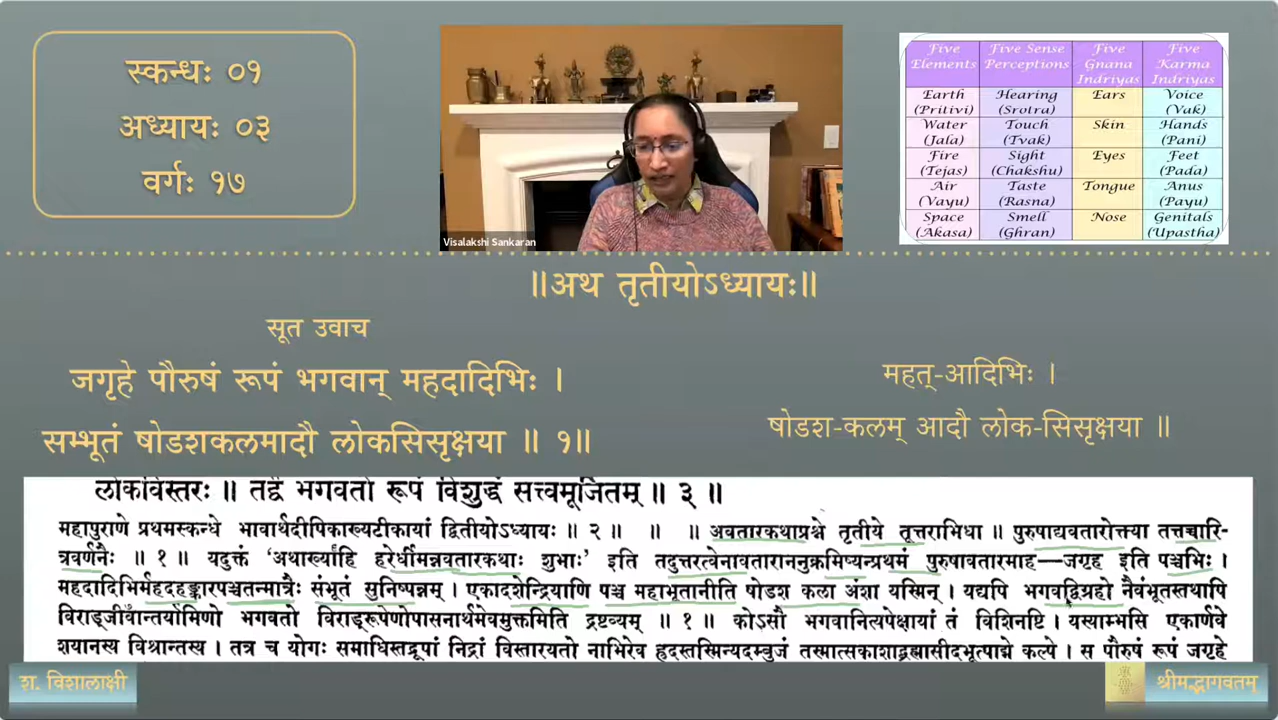 स्कन्धः ०१
अध्यायः ०३
वर्गः १७
Visalakshi Sankaran
Five Elements | Five Sense Perceptions | Five Gnana Indriyas | Five Karma Indriyas
Earth (Pritivi) | Hearing (Srotra) | Ears | Voice (Vak)
Water (Jala) | Touch (Tvak) | Skin | Hands (Pani)
Fire (Tejas) | Sight (Chakshu) | Eyes | Feet (Pada)
Air (Vayu) | Taste (Rasna) | Tongue | Anus (Payu)
Space (Akasa) | Smell (Ghran) | Nose | Genitals (Upastha)
॥अथ तृतीयोऽध्यायः॥
सूत उवाच
जगृहे पौरुषं रूपं भगवान् महदादिभिः ।
सम्भूतं षोडशकलमादौ लोकसिसृक्षया ॥ १॥
महत्-आदिभिः ।
षोडश-कलम् आदौ लोक-सिसृक्षया ॥
लोकविस्तरः ॥ तद्वै भगवतो रूपं विशुद्धं सत्त्वमूर्जितम् ॥ ३ ॥
महापुराणे प्रथमस्कन्धे भावार्थदीपिकाख्यटीकायां द्वितीयोऽध्यायः ॥ २ ॥ ॥ ॥ अवतारकथाप्रश्ने तृतीये तूत्तराभिधा ॥ पुरुषाद्यवतारोक्त्या तत्तच्चारि-
त्रवर्णनैः ॥ १ ॥ यदुक्तं ‘अथाख्याहि हरेर्धीमन्नवतारकथाः शुभाः’ इति तदुत्तरत्वेनावताराननुक्रमिष्यन्प्रथमं पुरुषावतारमाह—जगृह इति पञ्चभिः ।
महदादिभिर्महदहङ्कारपञ्चतन्मात्रैः संभूतं सुनिष्पन्नम् । एकादशेन्द्रियाणि पञ्च महाभूतानीति षोडश कला अंशा यस्मिन् । यद्यपि भगवद्विग्रहो नैवंभूतस्तथापि
विराड्जीवान्तर्यामिणो भगवतो विराड्रूपेणोपासनार्थमेवमुक्तमिति द्रष्टव्यम् ॥ १ ॥ कोऽसौ भगवानित्यपेक्षायां तं विशिनष्टि । यस्याम्भसि एकार्णवे
शयानस्य विश्रान्तस्य । तत्र च योगः समाधिस्तद्रूपां निद्रां विस्तारयतो नाभिरेव ह्रदस्तस्मिन्यदम्बुजं तस्मात्सकाशाद्ब्रह्मासीदभूत्पाद्मे कल्पे । स पौरुषं रूपं जगृहे
श. विशालाक्षी
श्रीमद्भागवतम्